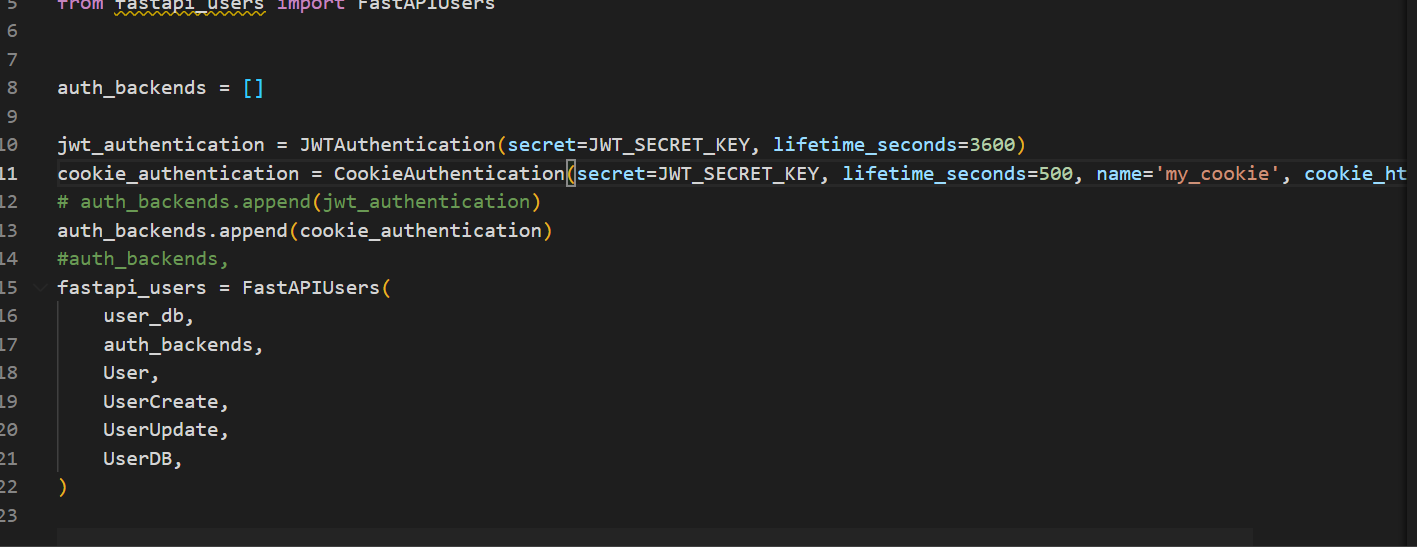 5 from fastapi_users import FastAPIUsers
6
7
8 auth_backends = []
9
10 jwt_authentication = JWTAuthentication(secret=JWT_SECRET_KEY, lifetime_seconds=3600)
11 cookie_authentication = CookieAuthentication(secret=JWT_SECRET_KEY, lifetime_seconds=500, name='my_cookie', cookie_ht
12 # auth_backends.append(jwt_authentication)
13 auth_backends.append(cookie_authentication)
14 #auth_backends,
15 fastapi_users = FastAPIUsers(
16     user_db,
17     auth_backends,
18     User,
19     UserCreate,
20     UserUpdate,
21     UserDB,
22 )
23